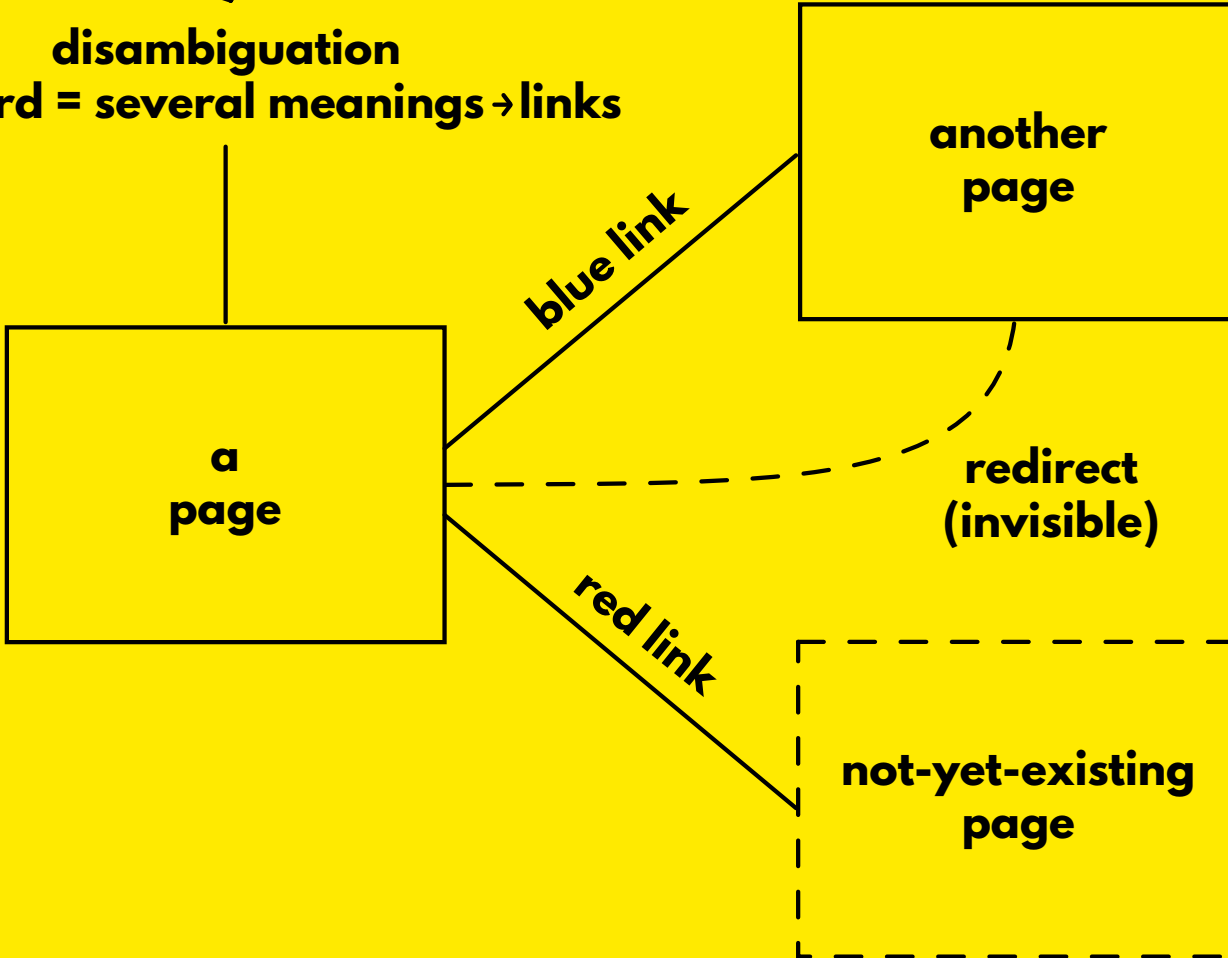 disambiguation
rd = several meanings→links
another
page
blue link
a
page
redirect
(invisible)
red link
not-yet-existing
page